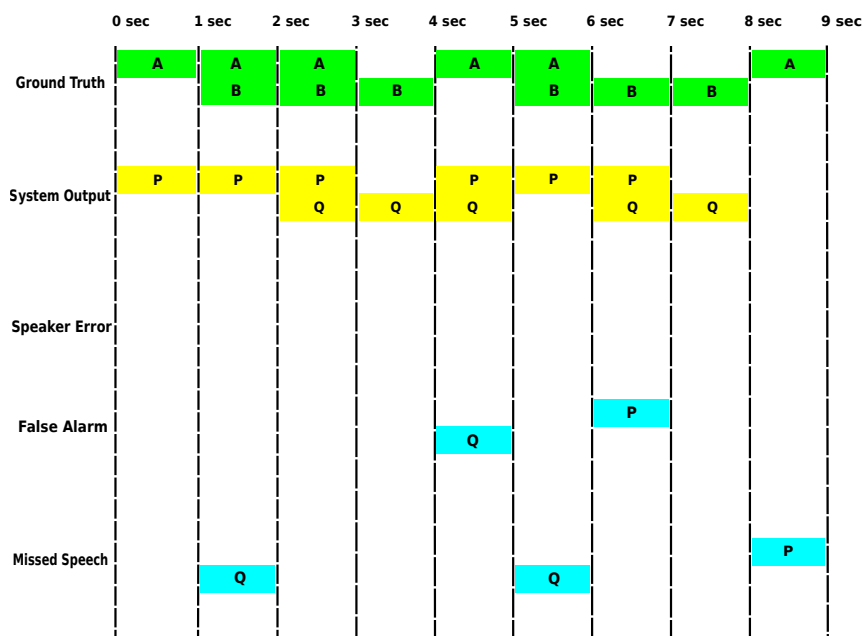 0 sec 1 sec 2 sec 3 sec 4 sec 5 sec 6 sec 7 sec 8 sec 9 sec
A A A A A A
Ground Truth
B B B B B B
P P P P P P
System Output
Q Q Q Q Q
Speaker Error
P
False Alarm
Q
P
Missed Speech
Q Q